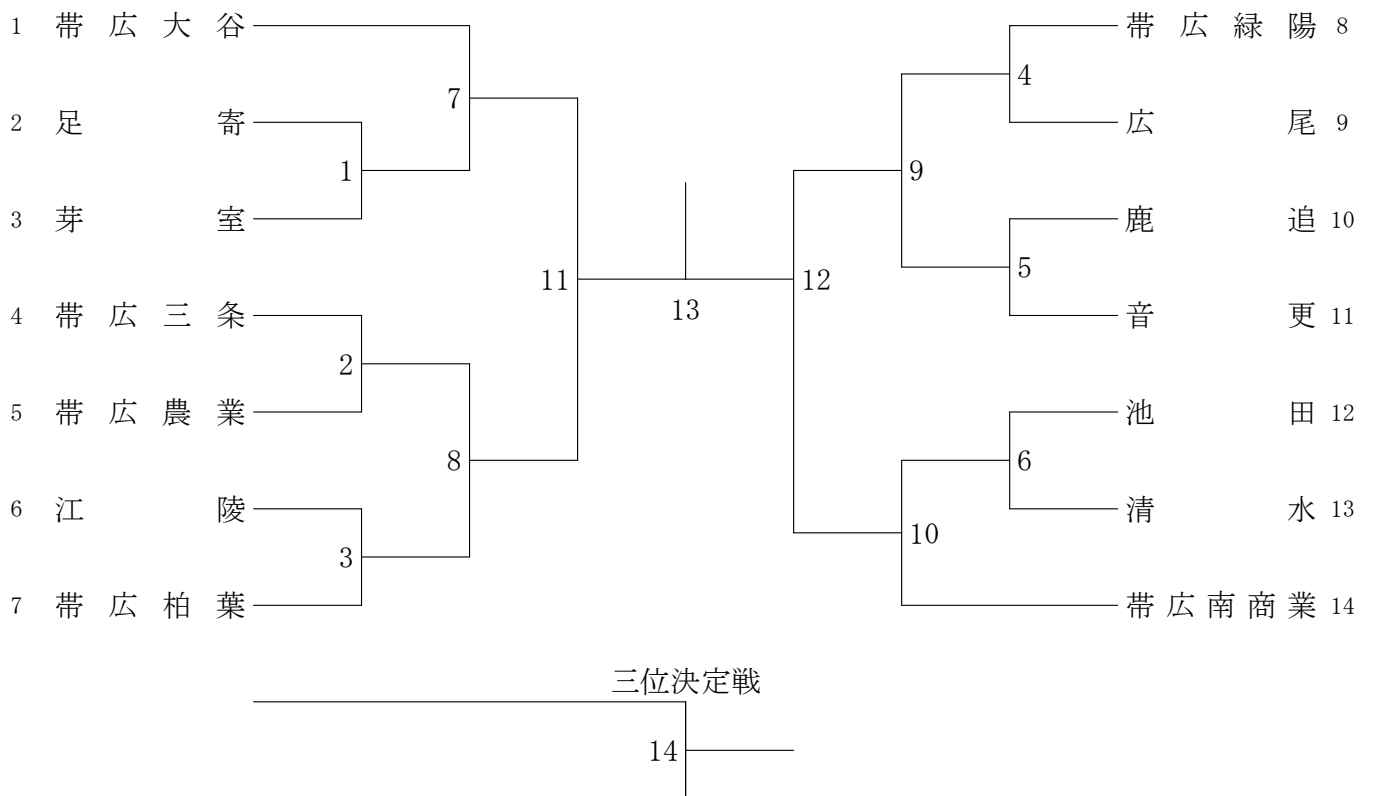 1 帯広大谷
帯広緑陽 8
4
7
2 足寄
広尾 9
1
9
3 芽室
鹿追 10
5
11
12
13
4 帯広三条
音更 11
2
5 帯広農業
池田 12
8
6
6 江陵
清水 13
10
3
7 帯広柏葉
帯広南商業 14
三位決定戦
14